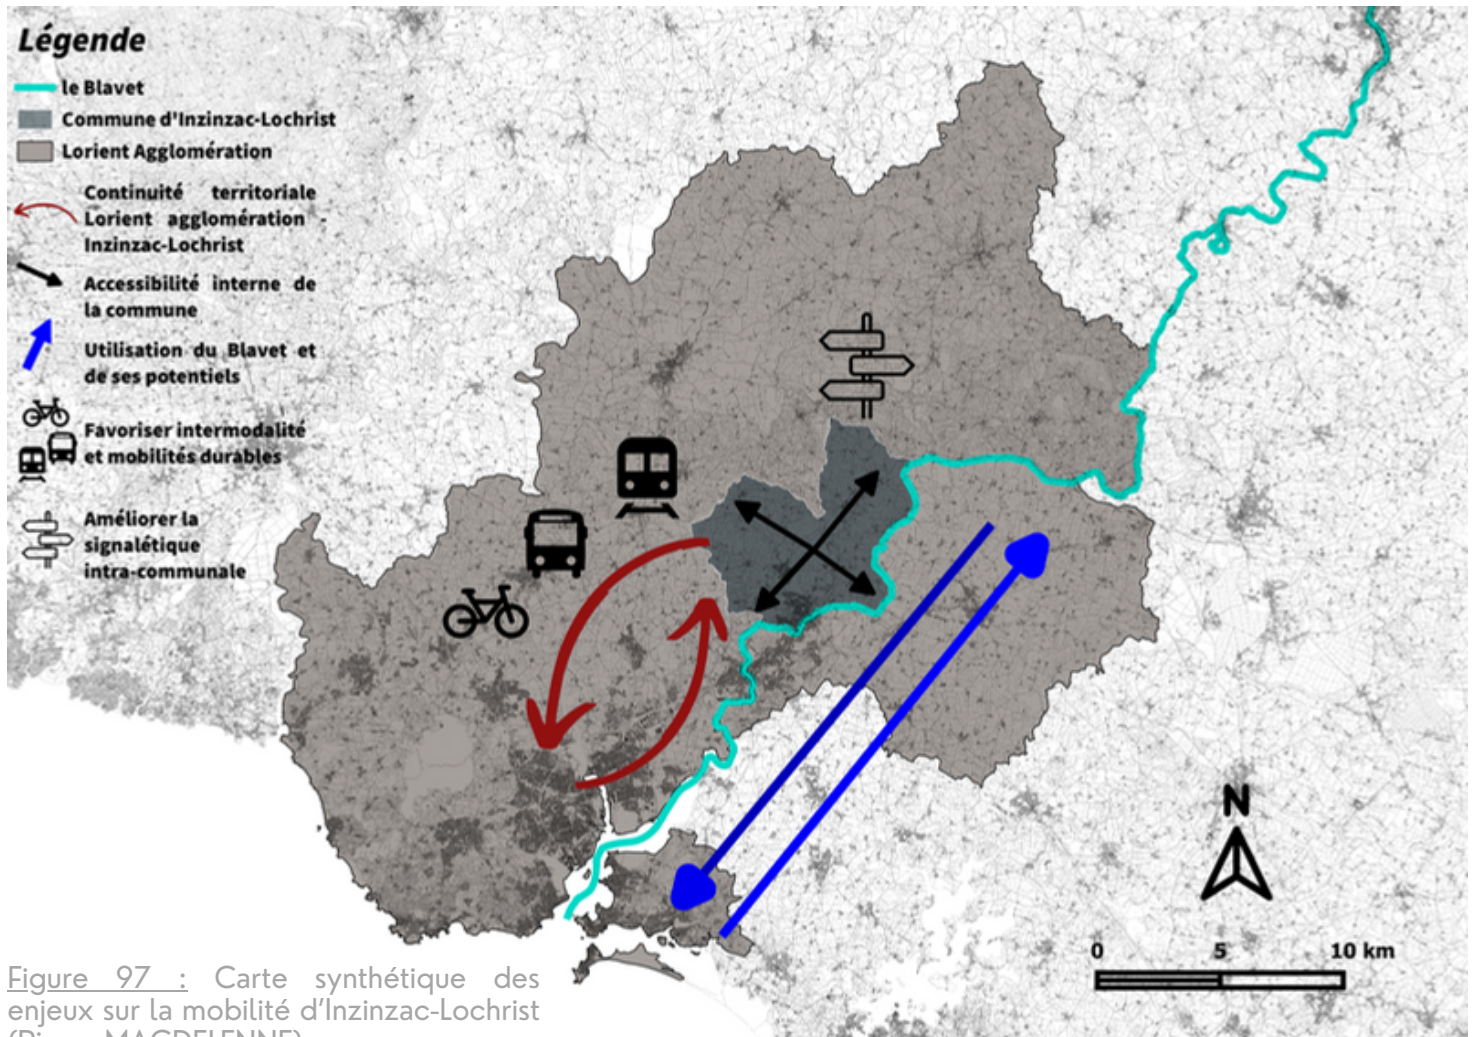 Légende
le Blavet
Commune d'Inzinzac-Lochrist
Lorient Agglomération
Continuité territoriale
Lorient agglomération -
Inzinzac-Lochrist
Accessibilité interne de
la commune
Utilisation du Blavet et
de ses potentiels
Favoriser intermodalité
et mobilités durables
Améliorer la
signalétique
intra-communale
N
0 5 10 km
Figure 97 : Carte synthétique des
enjeux sur la mobilité d'Inzinzac-Lochrist